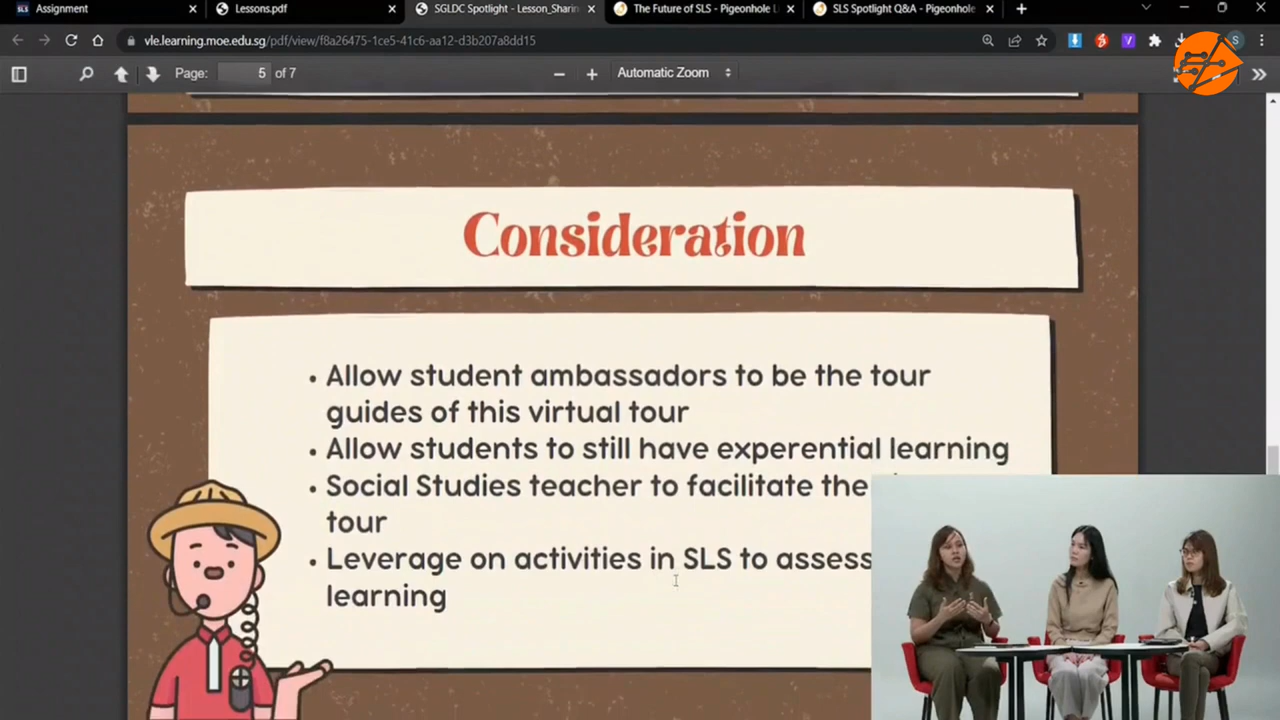 SLS Assignment
Lessons.pdf
SGLDC Spotlight - Lesson_Sharin
The Future of SLS - Pigeonhole Li
SLS Spotlight Q&A - Pigeonhole
vle.learning.moe.edu.sg/pdf/view/f8a26475-1ce5-41c6-aa12-d3b207a8dd15
S
Page: 5 of 7
Automatic Zoom
Consideration
• Allow student ambassadors to be the tour
guides of this virtual tour
• Allow students to still have experential learning
• Social Studies teacher to facilitate the
tour
• Leverage on activities in SLS to assess
learning